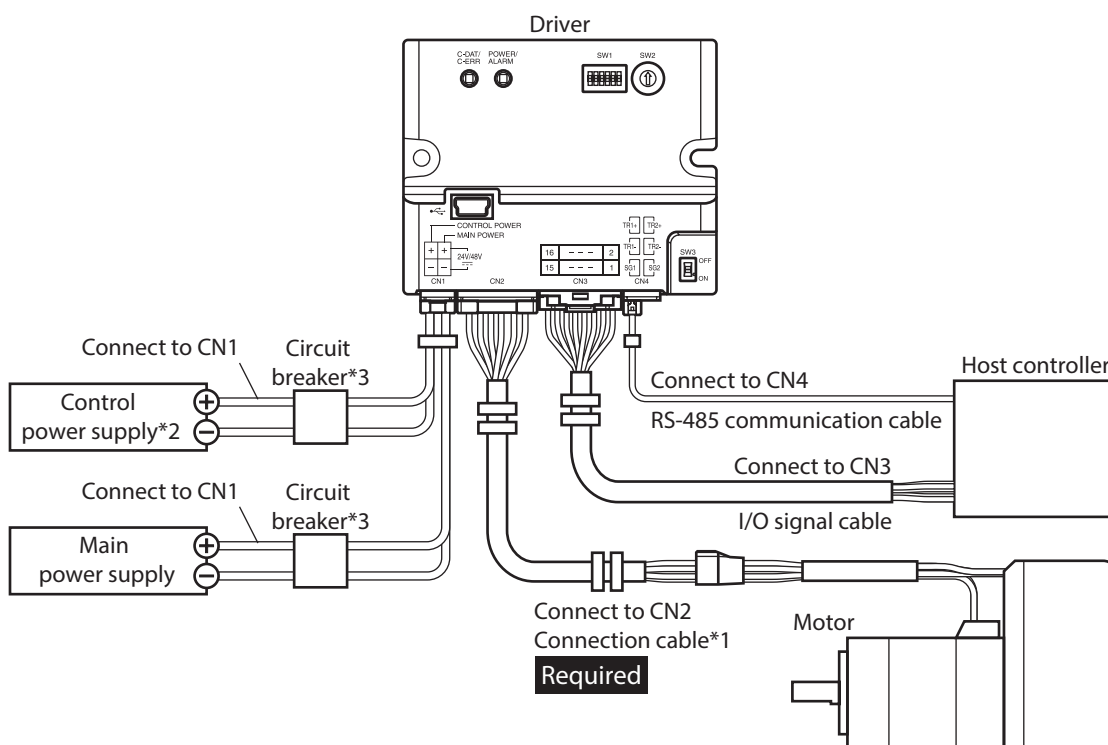 Driver
C-DAT/
C-ERR
POWER/
ALARM
SW1
SW2
CONTROL POWER
MAIN POWER
+ +
- -
24V/48V
TR1+ TR2+
TR1- TR2-
SG1 SG2
16 - - - 2
15 - - - 1
SW3
OFF
ON
CN1
CN2
CN3
CN4
Connect to CN1
Circuit
breaker*3
Control
power supply*2
+
−
Connect to CN1
Circuit
breaker*3
Main
power supply
+
−
Connect to CN4
RS-485 communication cable
Host controller
Connect to CN3
I/O signal cable
Connect to CN2
Connection cable*1
Required
Motor